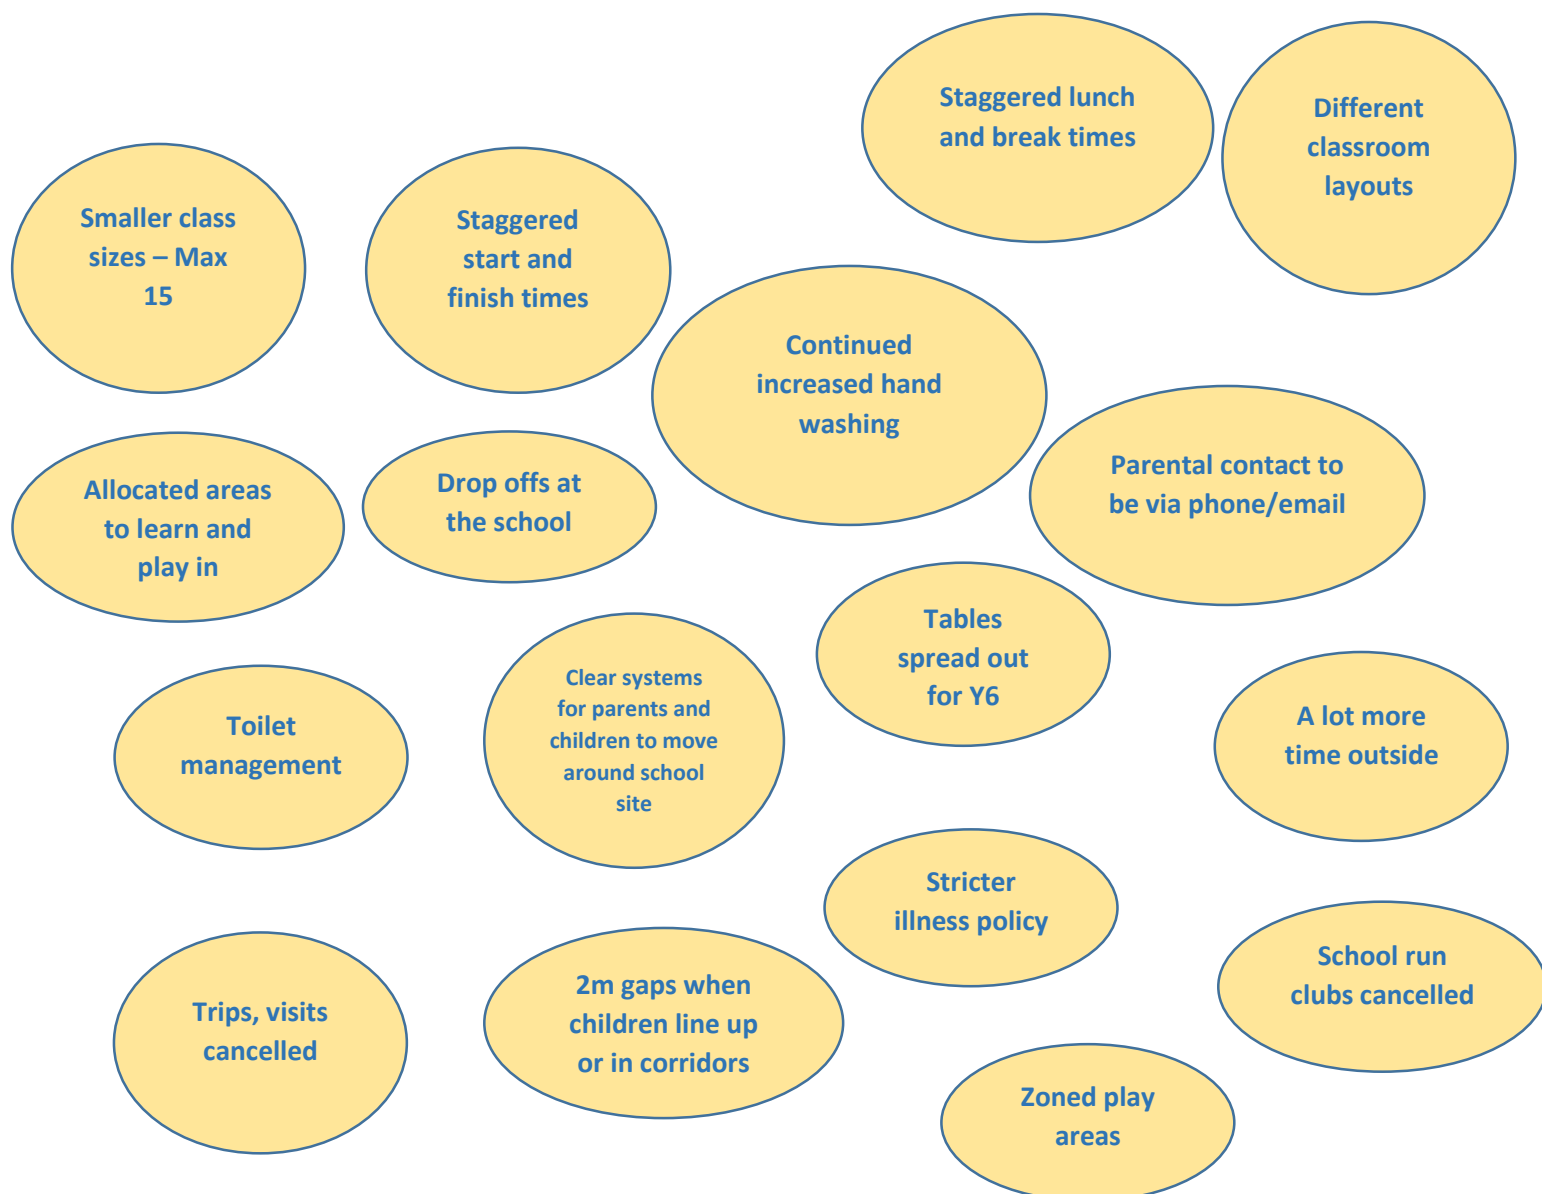 Staggered lunch
and break times
Different
classroom
layouts
Smaller class
sizes – Max
15
Staggered
start and
finish times
Continued
increased hand
washing
Allocated areas
to learn and
play in
Drop offs at
the school
Parental contact to
be via phone/email
Toilet
management
Clear systems
for parents and
children to move
around school
site
Tables
spread out
for Y6
A lot more
time outside
Stricter
illness policy
Trips, visits
cancelled
2m gaps when
children line up
or in corridors
School run
clubs cancelled
Zoned play
areas